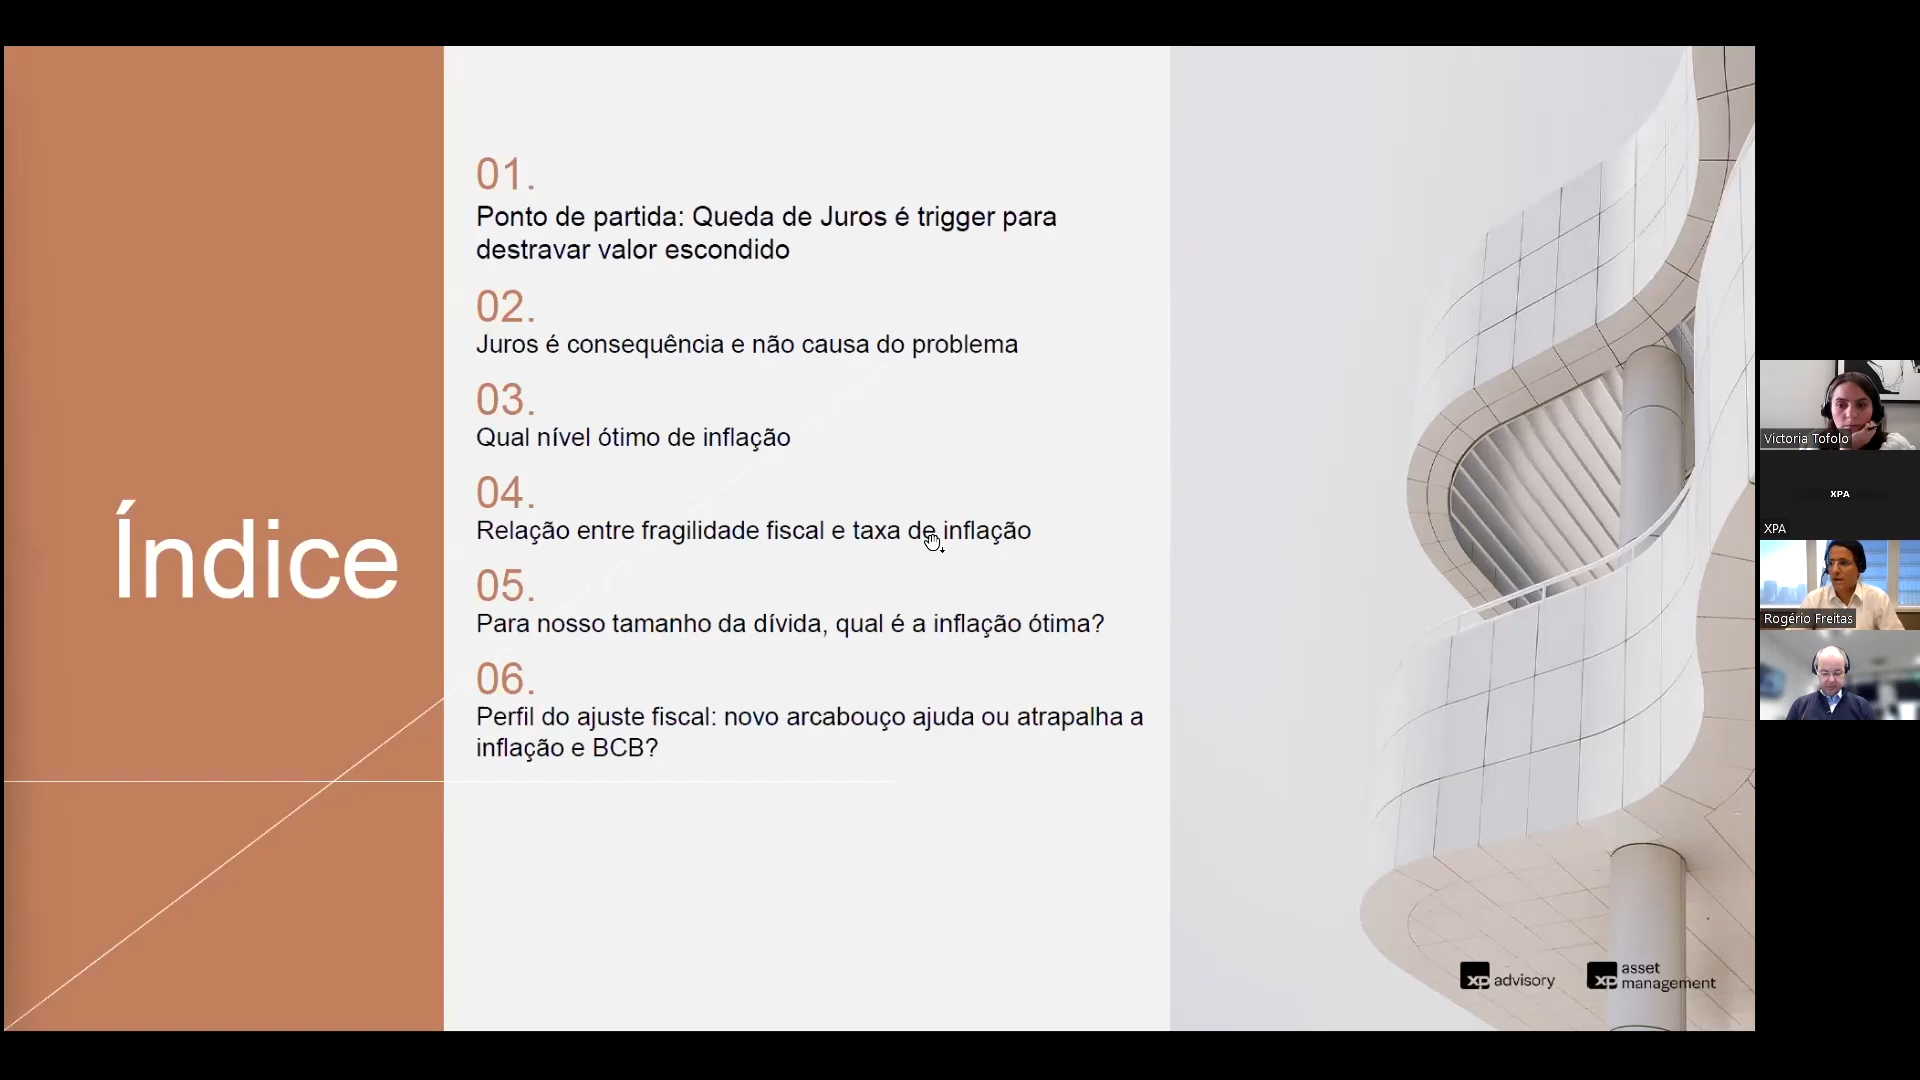 Índice
01.
Ponto de partida: Queda de Juros é trigger para
destravar valor escondido
02.
Juros é consequência e não causa do problema
03.
Qual nível ótimo de inflação
04.
Relação entre fragilidade fiscal e taxa de inflação
05.
Para nosso tamanho da dívida, qual é a inflação ótima?
06.
Perfil do ajuste fiscal: novo arcabouço ajuda ou atrapalha a
inflação e BCB?
xp advisory
xp asset
management
Victoria Tofolo
XPA
XPA
Rogério Freitas